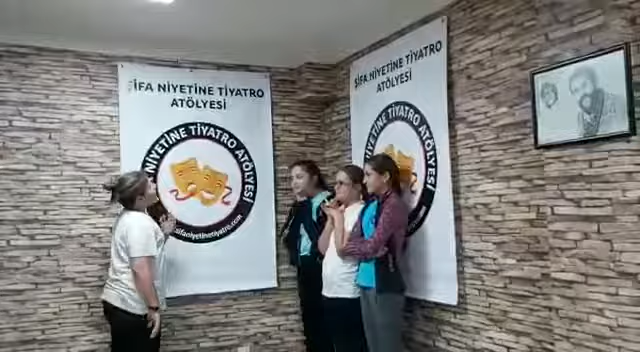 ŞİFA NİYETİNE TİYATRO
ATÖLYESİ
NİYETİNE TİYATRO ATÖLYESİ
sifaniyetinetiyatro.com
ŞİFA NİYETİNE TİYATRO
ATÖLYESİ
NİYETİNE TİYATRO ATÖLYESİ